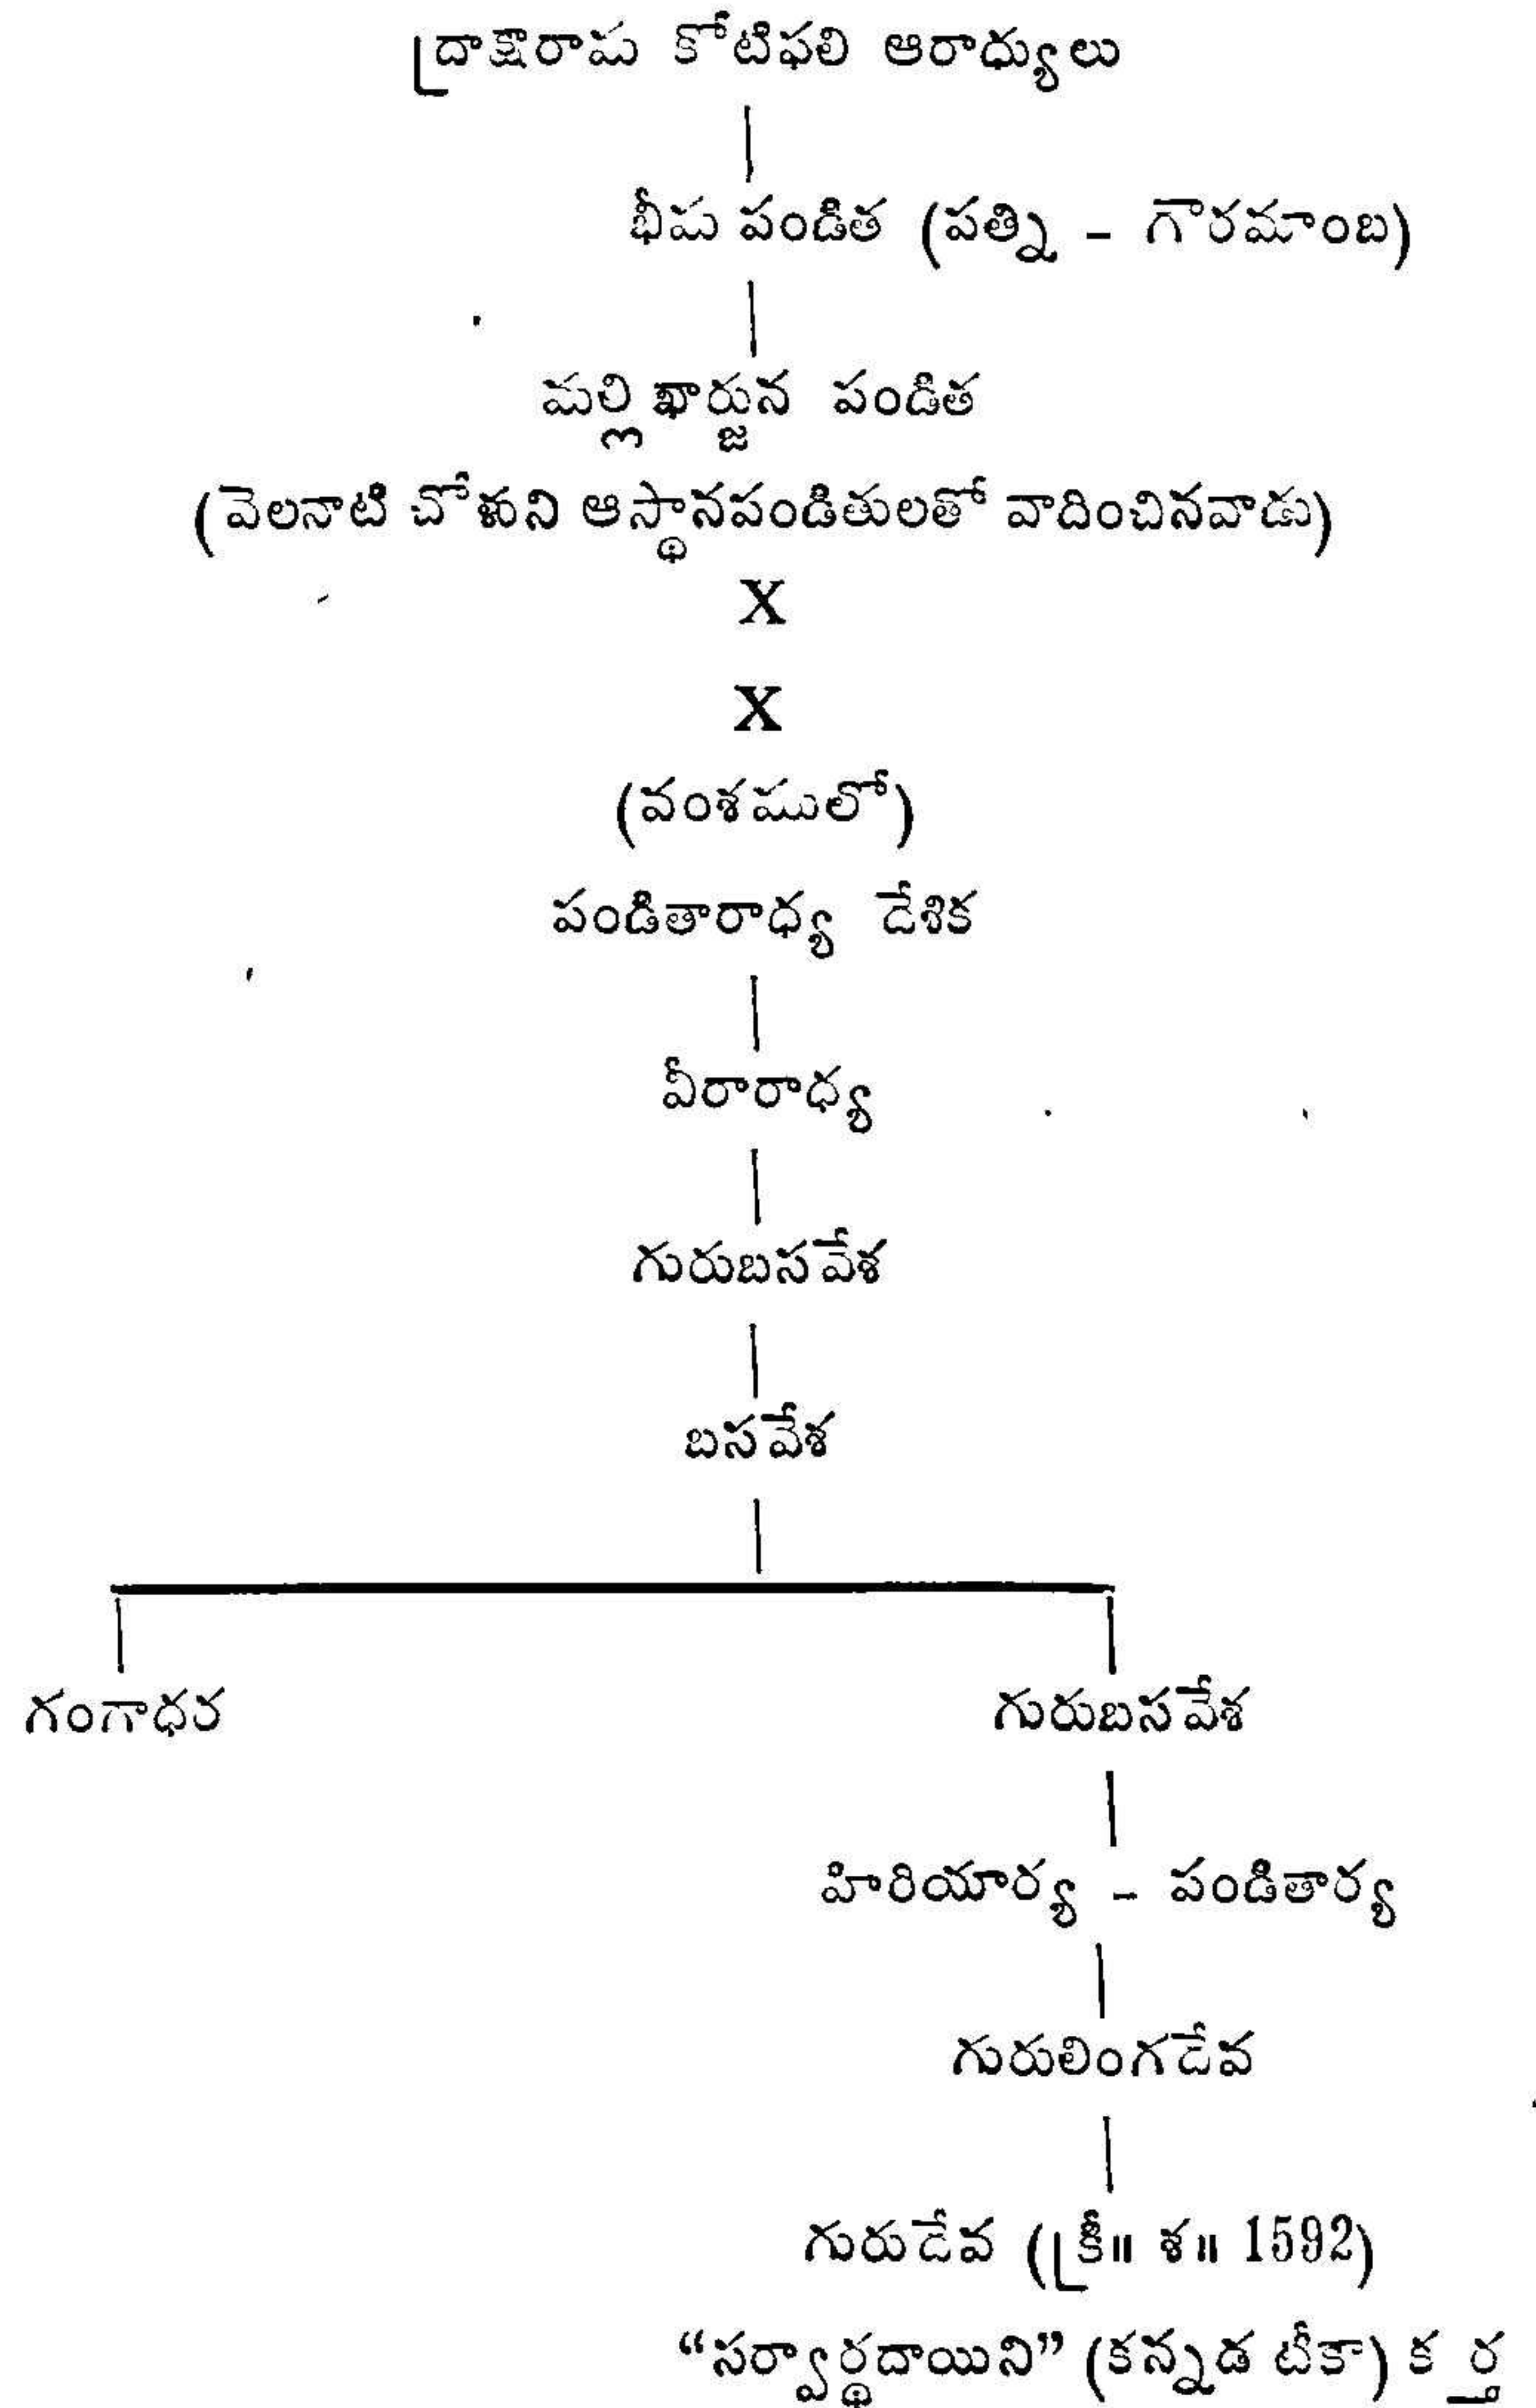 ద్రాక్షారామ కోటిఫలి ఆరాధ్యులు
భీమ పండిత (పత్ని - గౌరమాంబ)
మల్లిఖార్జున పండిత
(వెలనాటి చోళుని ఆస్థానపండితులతో వాదించినవాడు)
X
X
(వంశములో)
పండితారాధ్య దేశిక
వీరారాధ్య
గురుబసవేశ
బసవేశ
గంగాధర గురుబసవేశ
హిరియార్య - పండితార్య
గురులింగదేవ
గురుదేవ (క్రీ॥ శ॥ 1592)
“సర్వార్థదాయిని” (కన్నడ టీకా) కర్త